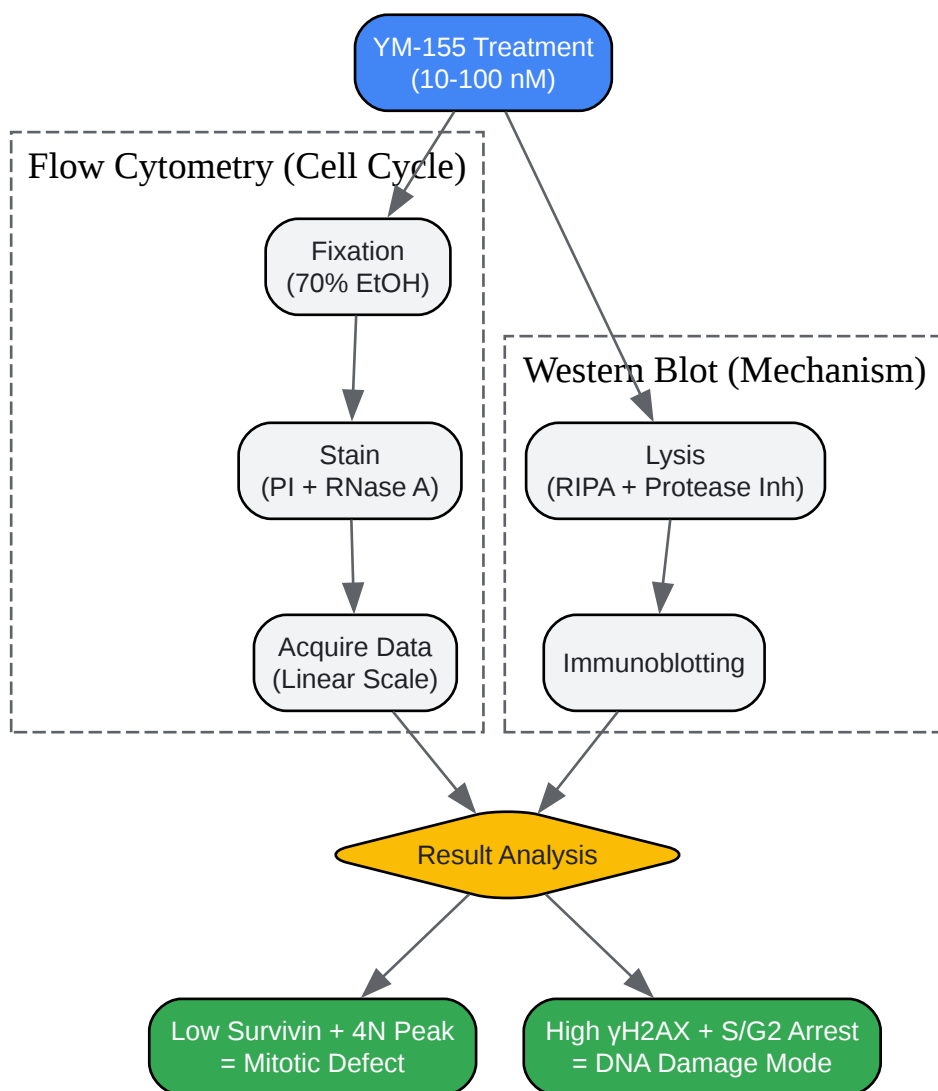 YM-155 Treatment
(10-100 nM)
Flow Cytometry (Cell Cycle)
Fixation
(70% EtOH)
Stain
(PI + RNase A)
Acquire Data
(Linear Scale)
Western Blot (Mechanism)
Lysis
(RIPA + Protease Inh)
Immunoblotting
Result Analysis
Low Survivin + 4N Peak
= Mitotic Defect
High γH2AX + S/G2 Arrest
= DNA Damage Mode